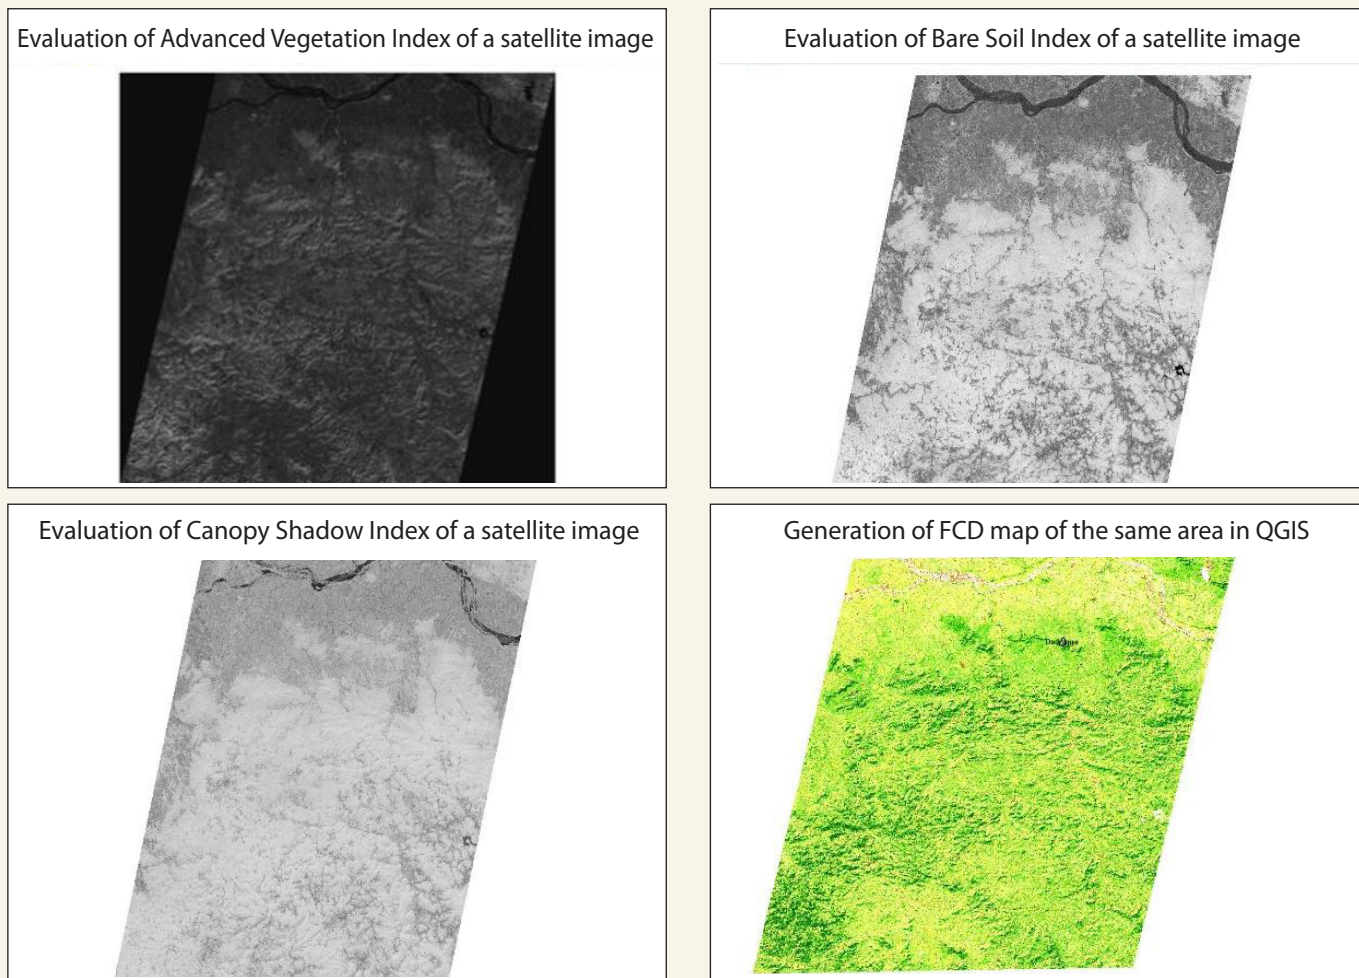 Evaluation of Advanced Vegetation Index of a satellite image
Evaluation of Bare Soil Index of a satellite image
Evaluation of Canopy Shadow Index of a satellite image
Generation of FCD map of the same area in QGIS